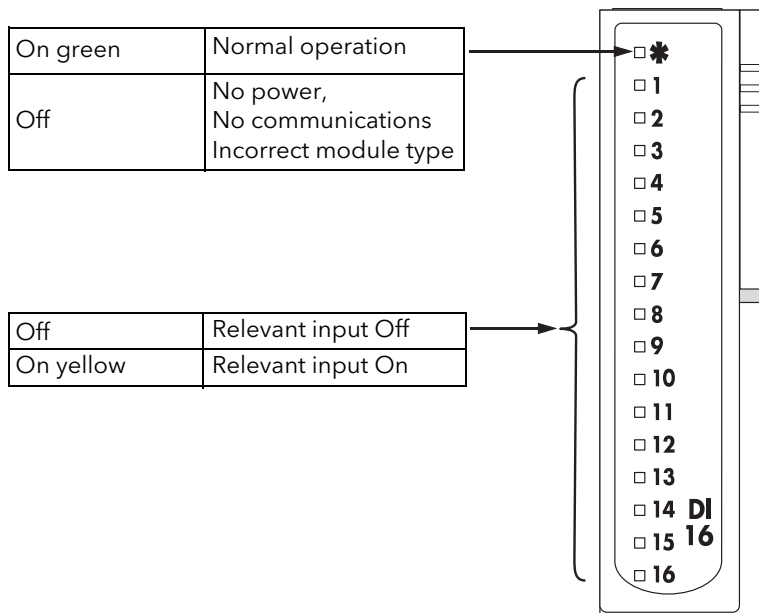 On green Normal operation
Off No power,
No communications
Incorrect module type
Off Relevant input Off
On yellow Relevant input On
✱
1
2
3
4
5
6
7
8
9
10
11
12
13
14
15
16
DI
16